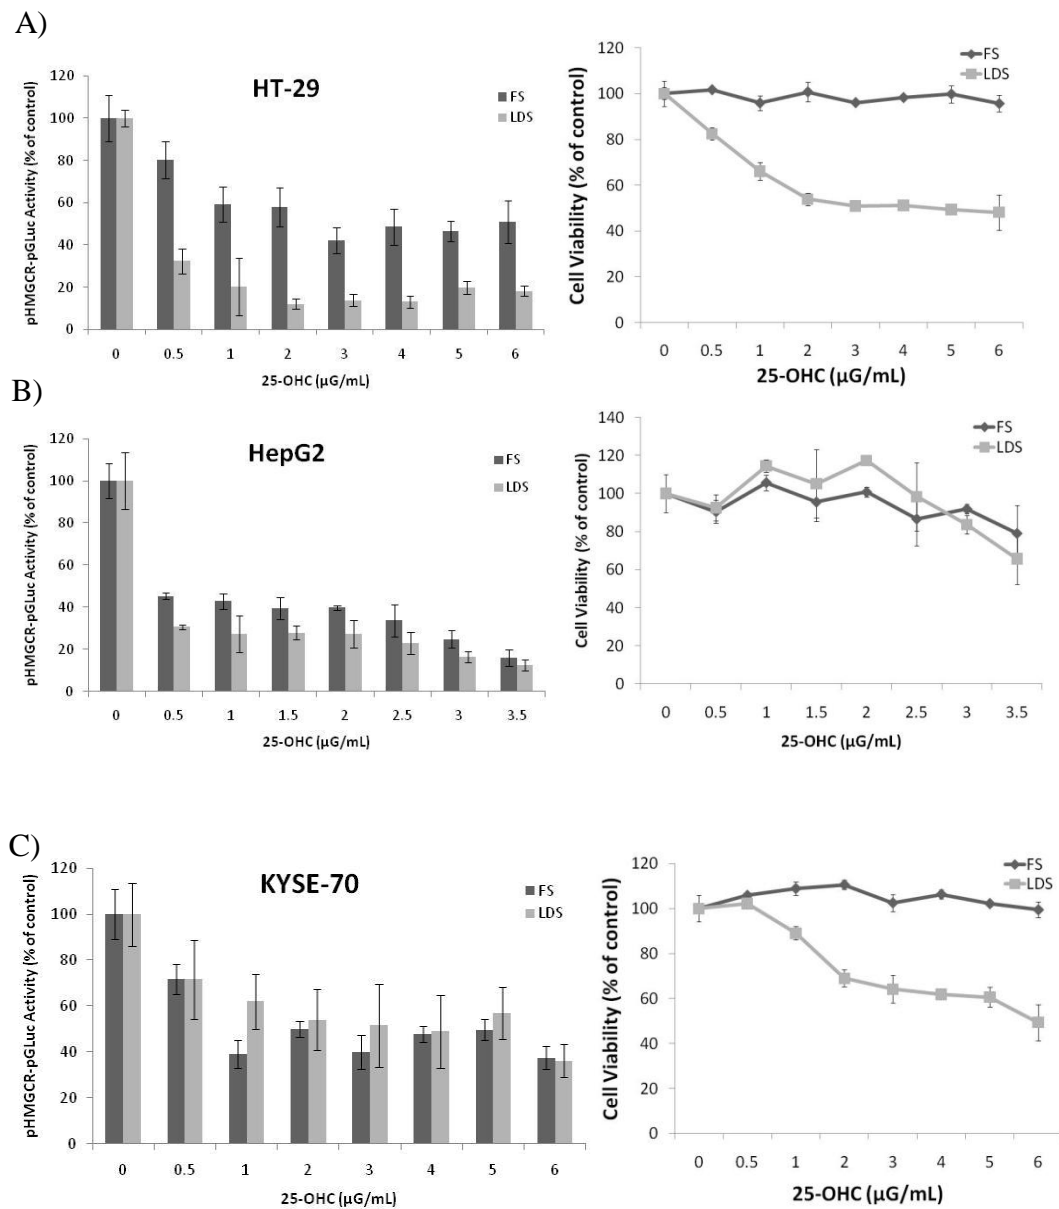 A)
pHMGCR-pGLuc Activity (% of control)
120
100
80
60
40
20
0
HT-29
FS
LDS
0 0.5 1 2 3 4 5 6
25-OHC (µG/mL)
Cell Viability (% of control)
120
100
80
60
40
20
0
FS
LDS
0 0.5 1 2 3 4 5 6
25-OHC (µG/mL)
B)
pHMGCR-pGLuc Activity (% of control)
120
100
80
60
40
20
0
HepG2
FS
LDS
0 0.5 1 1.5 2 2.5 3 3.5
25-OHC (µG/mL)
Cell Viability (% of control)
140
120
100
80
60
40
20
0
FS
LDS
0 0.5 1 1.5 2 2.5 3 3.5
25-OHC (µG/mL)
C)
pHMGCR-pGLuc Activity (% of control)
120
100
80
60
40
20
0
KYSE-70
FS
LDS
0 0.5 1 2 3 4 5 6
25-OHC (µG/mL)
Cell Viability (% of control)
120
100
80
60
40
20
0
FS
LDS
0 0.5 1 2 3 4 5 6
25-OHC (µG/mL)